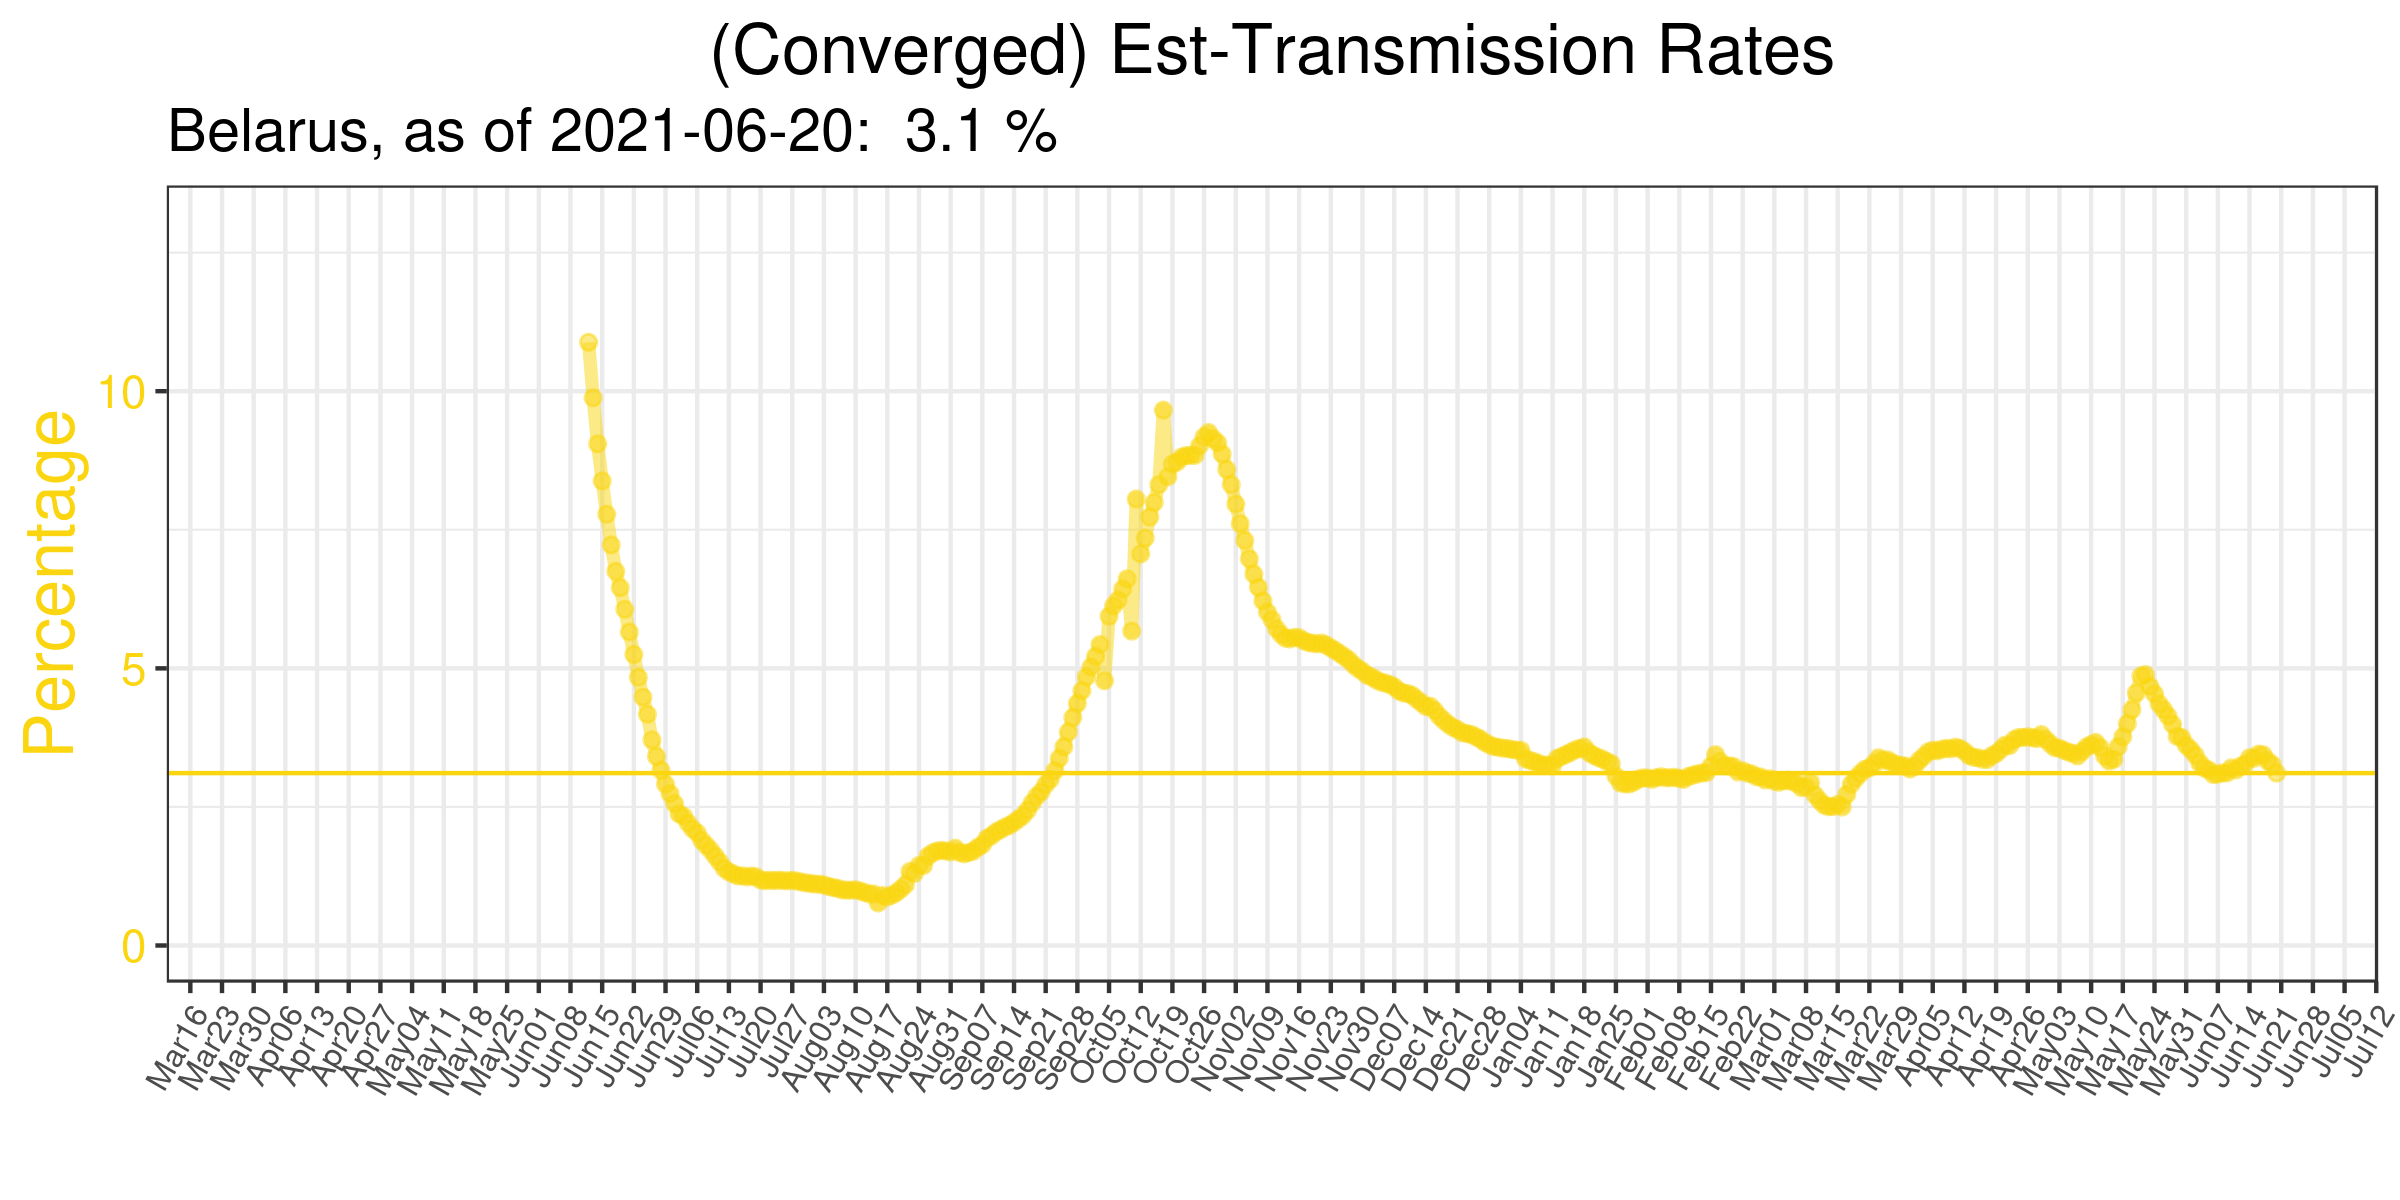 (Converged) Est-Transmission Rates
Belarus, as of 2021-06-20:  3.1 %
Percentage
10
5
0
Mar16
Mar23
Mar30
Apr06
Apr13
Apr20
Apr27
May04
May11
May18
May25
Jun01
Jun08
Jun15
Jun22
Jun29
Jul06
Jul13
Jul20
Jul27
Aug03
Aug10
Aug17
Aug24
Aug31
Sep07
Sep14
Sep21
Sep28
Oct05
Oct12
Oct19
Oct26
Nov02
Nov09
Nov16
Nov23
Nov30
Dec07
Dec14
Dec21
Dec28
Jan04
Jan11
Jan18
Jan25
Feb01
Feb08
Feb15
Feb22
Mar01
Mar08
Mar15
Mar22
Mar29
Apr05
Apr12
Apr19
Apr26
May03
May10
May17
May24
May31
Jun07
Jun14
Jun21
Jun28
Jul05
Jul12